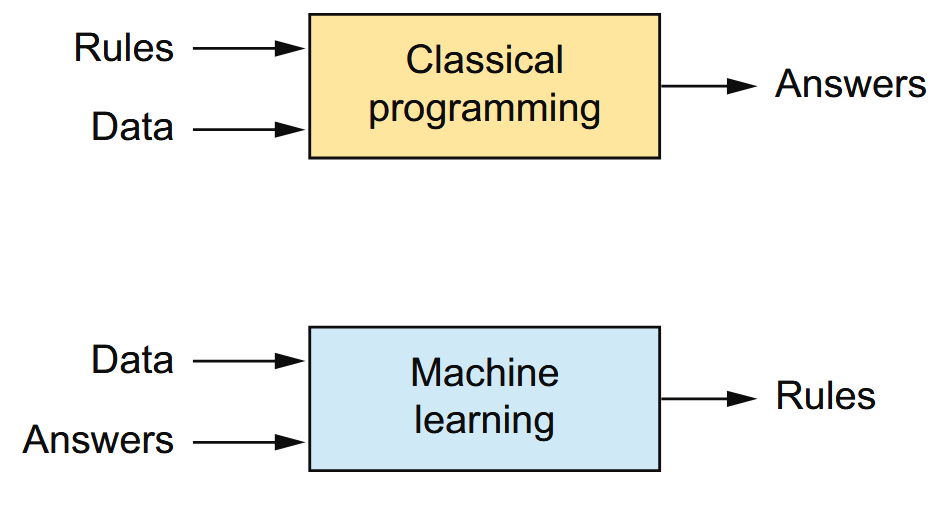 Rules
Data
Classical
programming
Answers
Data
Answers
Machine
learning
Rules